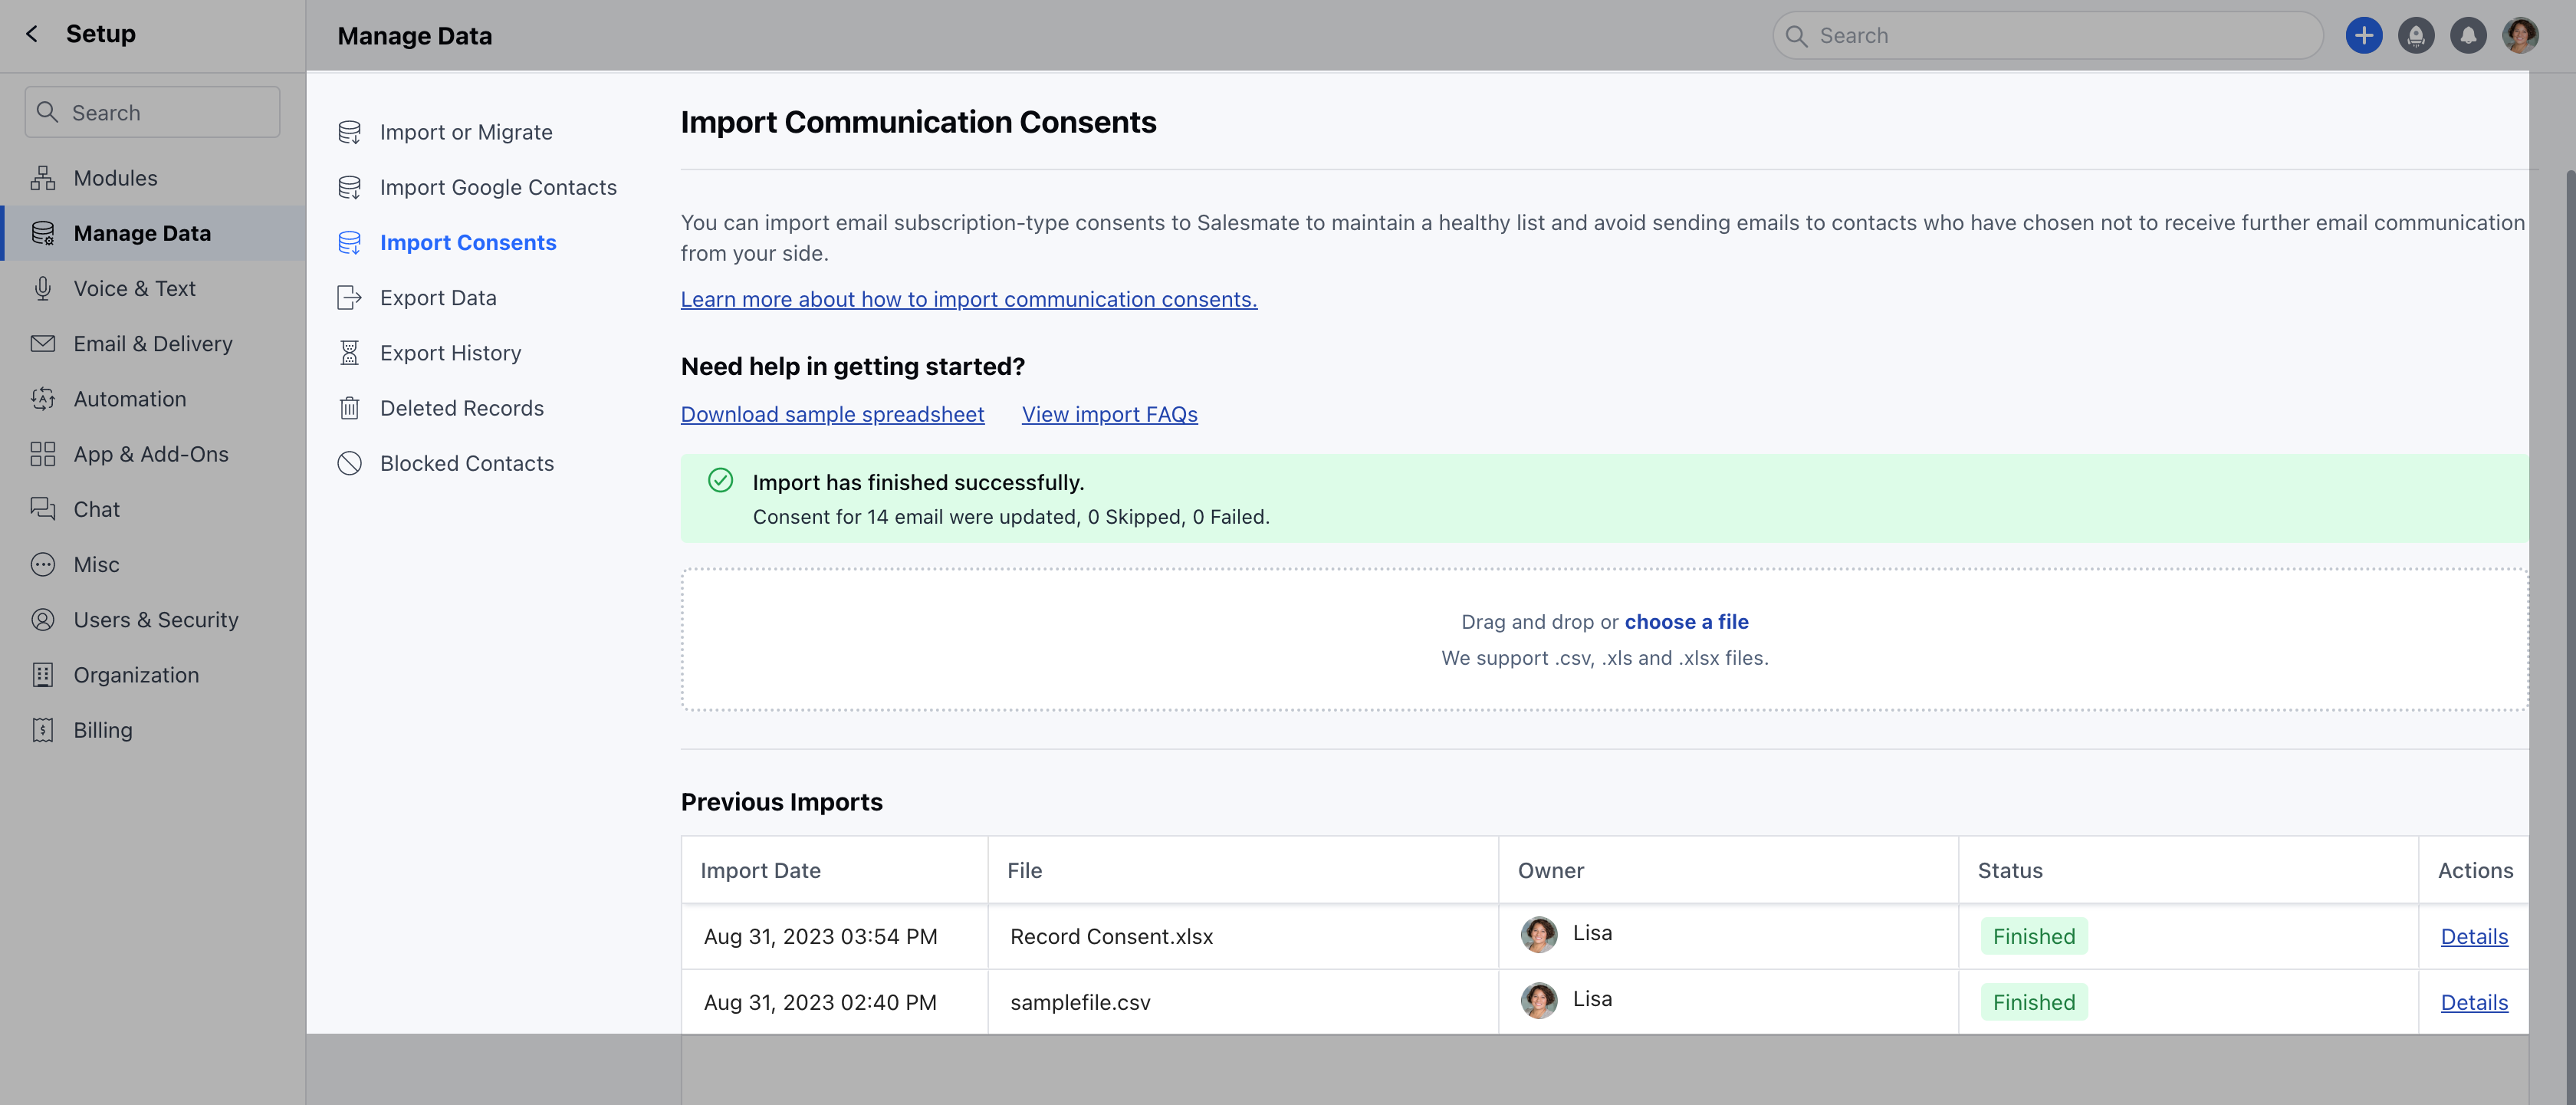 Setup
Manage Data
Search
Search
Modules
Manage Data
Voice & Text
Email & Delivery
Automation
App & Add-Ons
Chat
Misc
Users & Security
Organization
Billing
Import or Migrate
Import Google Contacts
Import Consents
Export Data
Export History
Deleted Records
Blocked Contacts
Import Communication Consents
You can import email subscription-type consents to Salesmate to maintain a healthy list and avoid sending emails to contacts who have chosen not to receive further email communication
from your side.
Learn more about how to import communication consents.
Need help in getting started?
Download sample spreadsheet View import FAQs
Import has finished successfully.
Consent for 14 email were updated, 0 Skipped, 0 Failed.
Drag and drop or choose a file
We support .csv, .xls and .xlsx files.
Previous Imports
Import Date File Owner Status Actions
Aug 31, 2023 03:54 PM Record Consent.xlsx Lisa Finished Details
Aug 31, 2023 02:40 PM samplefile.csv Lisa Finished Details